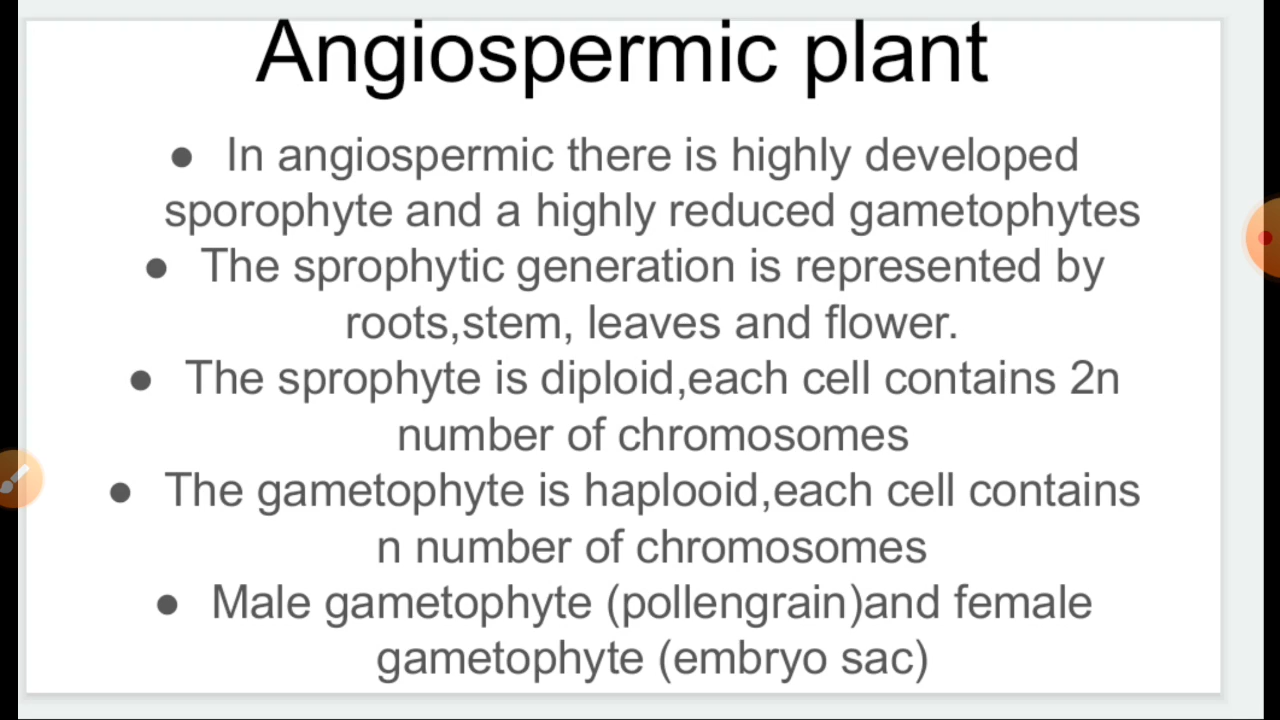 Angiospermic plant
● In angiospermic there is highly developed
sporophyte and a highly reduced gametophytes
● The sprophytic generation is represented by
roots,stem, leaves and flower.
● The sprophyte is diploid,each cell contains 2n
number of chromosomes
● The gametophyte is haplooid,each cell contains
n number of chromosomes
● Male gametophyte (pollengrain)and female
gametophyte (embryo sac)